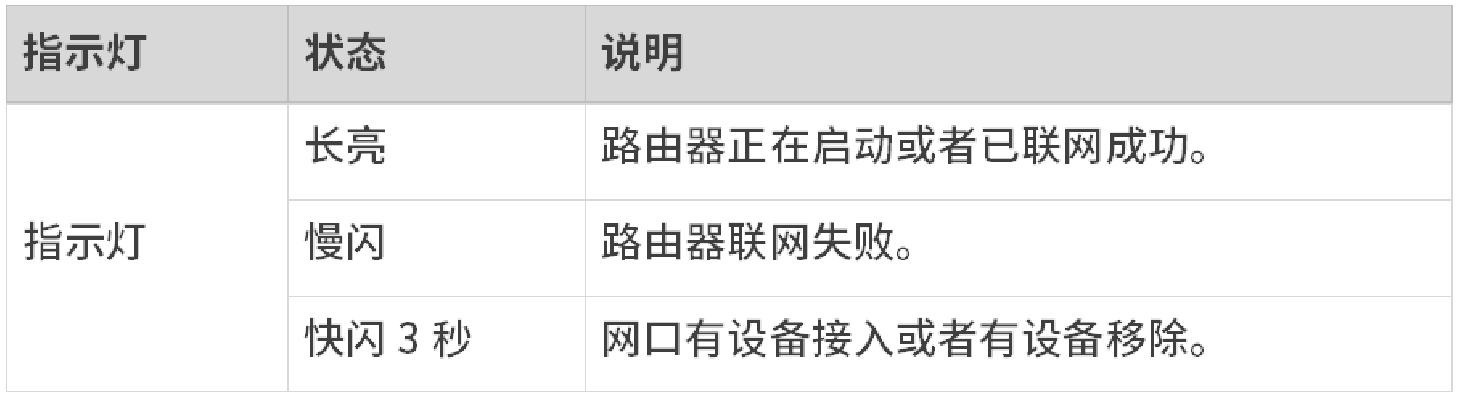 指示灯 状态 说明
长亮 路由器正在启动或者已联网成功。
指示灯 慢闪 路由器联网失败。
快闪 3 秒 网口有设备接入或者有设备移除。